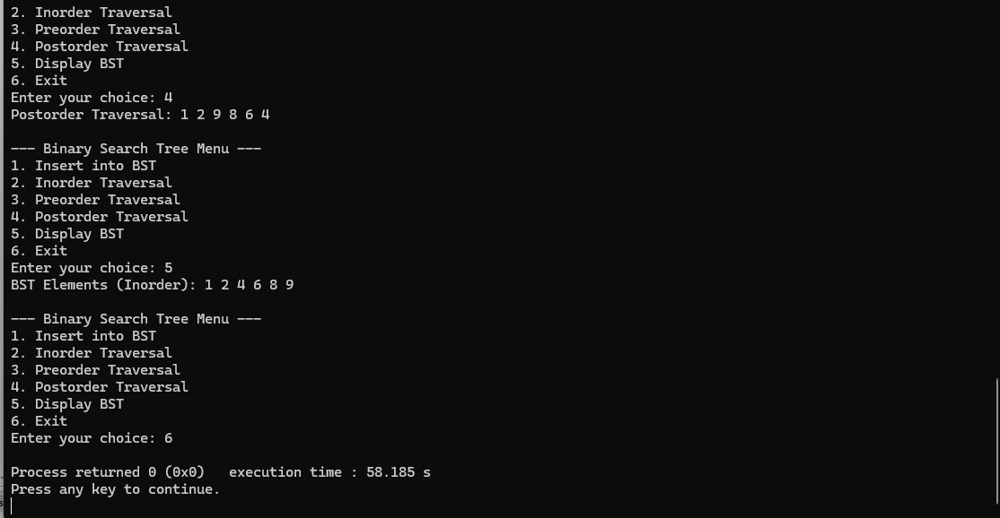 2. Inorder Traversal
3. Preorder Traversal
4. Postorder Traversal
5. Display BST
6. Exit
Enter your choice: 4
Postorder Traversal: 1 2 9 8 6 4
--- Binary Search Tree Menu ---
1. Insert into BST
2. Inorder Traversal
3. Preorder Traversal
4. Postorder Traversal
5. Display BST
6. Exit
Enter your choice: 5
BST Elements (Inorder): 1 2 4 6 8 9
--- Binary Search Tree Menu ---
1. Insert into BST
2. Inorder Traversal
3. Preorder Traversal
4. Postorder Traversal
5. Display BST
6. Exit
Enter your choice: 6
Process returned 0 (0x0)   execution time : 58.185 s
Press any key to continue.